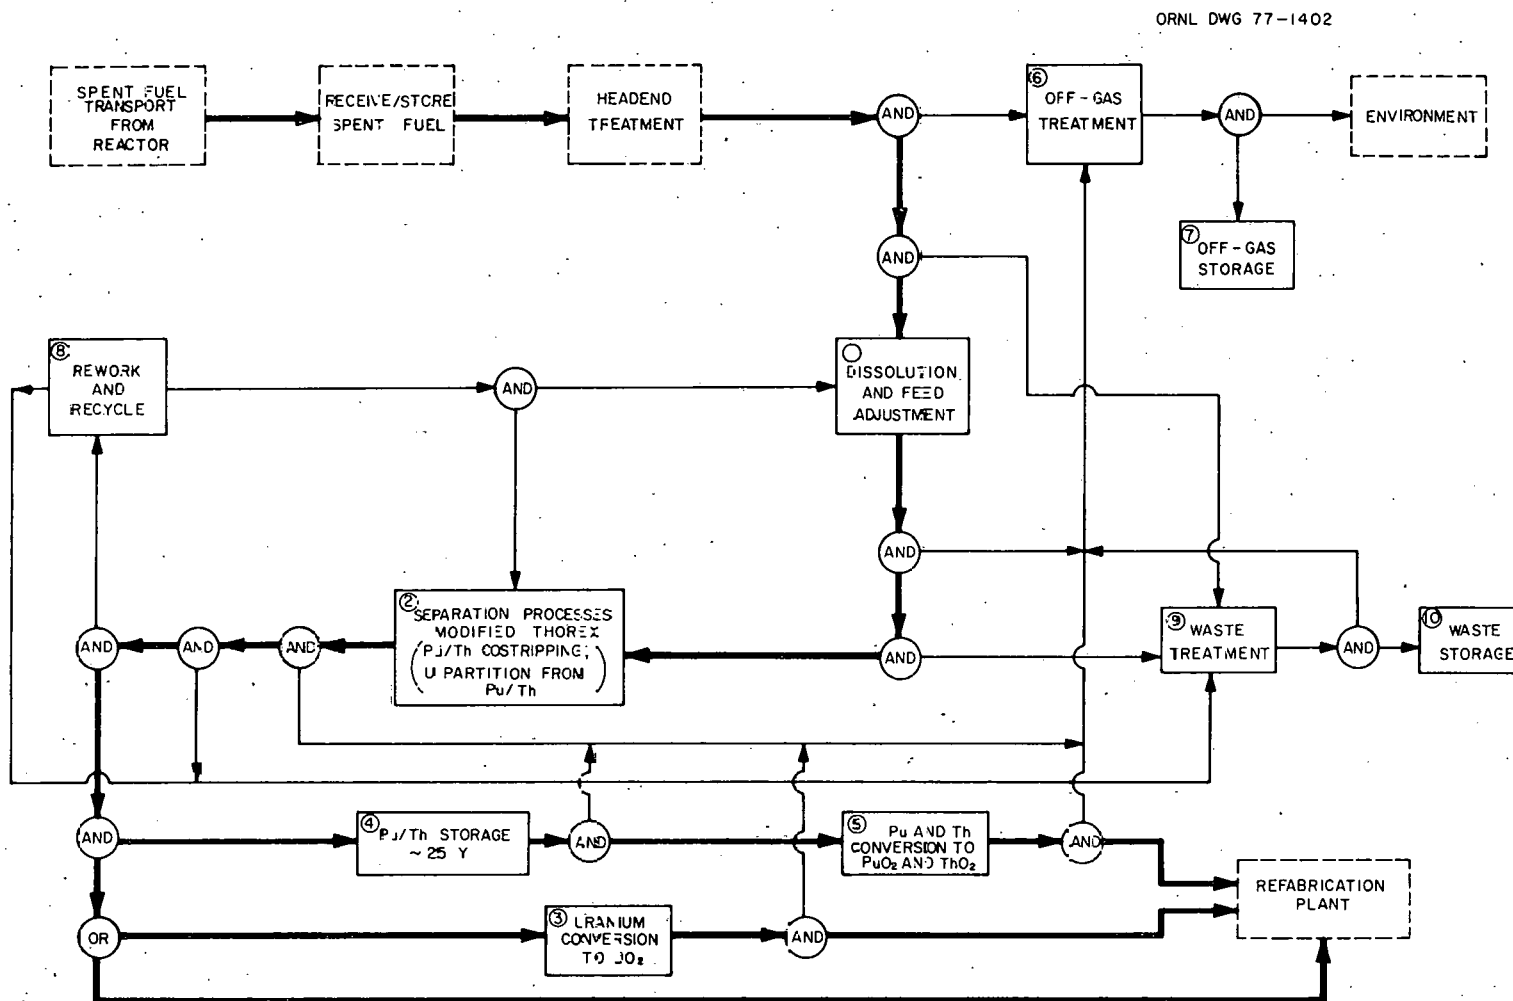 ORNL DWG 77-1402
SPENT FUEL
TRANSPORT
FROM
REACTOR
RECEIVE/STORE
SPENT FUEL
HEADEND
TREATMENT
AND
⑥
OFF-GAS
TREATMENT
AND
ENVIRONMENT
⑦
OFF-GAS
STORAGE
AND
⑧
REWORK
AND
RECYCLE
AND
DISSOLUTION
AND FEED
ADJUSTMENT
AND
②
SEPARATION PROCESSES
MODIFIED THOREX
(Pu/Th COSTRIPPING;
U PARTITION FROM
Pu/Th)
AND
AND
AND
AND
⑨
WASTE
TREATMENT
AND
⑩
WASTE
STORAGE
AND
④
Pu/Th STORAGE
~25 Y
AND
⑤
Pu AND Th
CONVERSION TO
PuO₂ AND ThO₂
AND
REFABRICATION
PLANT
OR
③
URANIUM
CONVERSION
TO UO₂
AND